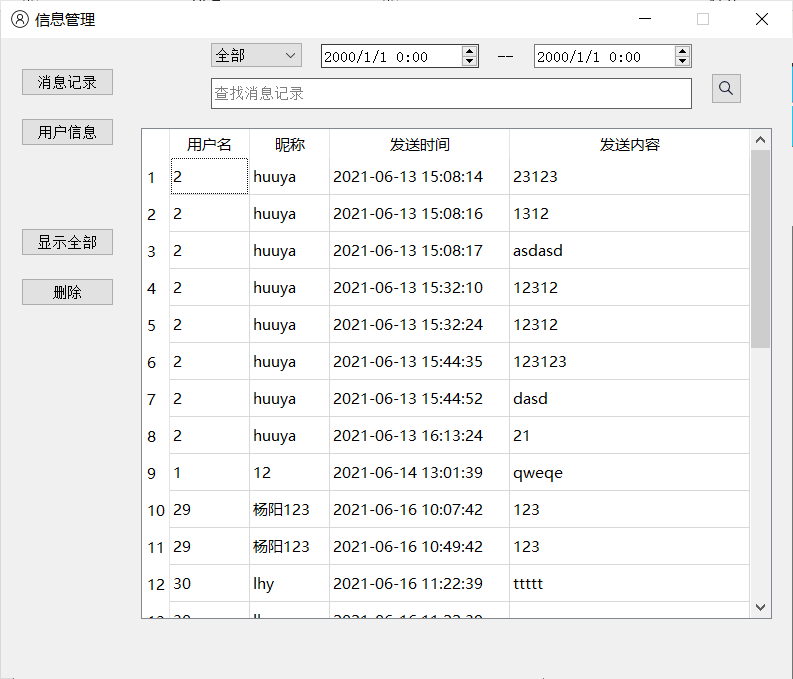 信息管理
全部 2000/1/1 0:00 -- 2000/1/1 0:00
消息记录
查找消息记录
用户信息
用户名 昵称 发送时间 发送内容
1 2 huuya 2021-06-13 15:08:14 23123
2 2 huuya 2021-06-13 15:08:16 1312
显示全部
3 2 huuya 2021-06-13 15:08:17 asdasd
删除
4 2 huuya 2021-06-13 15:32:10 12312
5 2 huuya 2021-06-13 15:32:24 12312
6 2 huuya 2021-06-13 15:44:35 123123
7 2 huuya 2021-06-13 15:44:52 dasd
8 2 huuya 2021-06-13 16:13:24 21
9 1 12 2021-06-14 13:01:39 qweqe
10 29 杨阳123 2021-06-16 10:07:42 123
11 29 杨阳123 2021-06-16 10:49:42 123
12 30 lhy 2021-06-16 11:22:39 ttttt